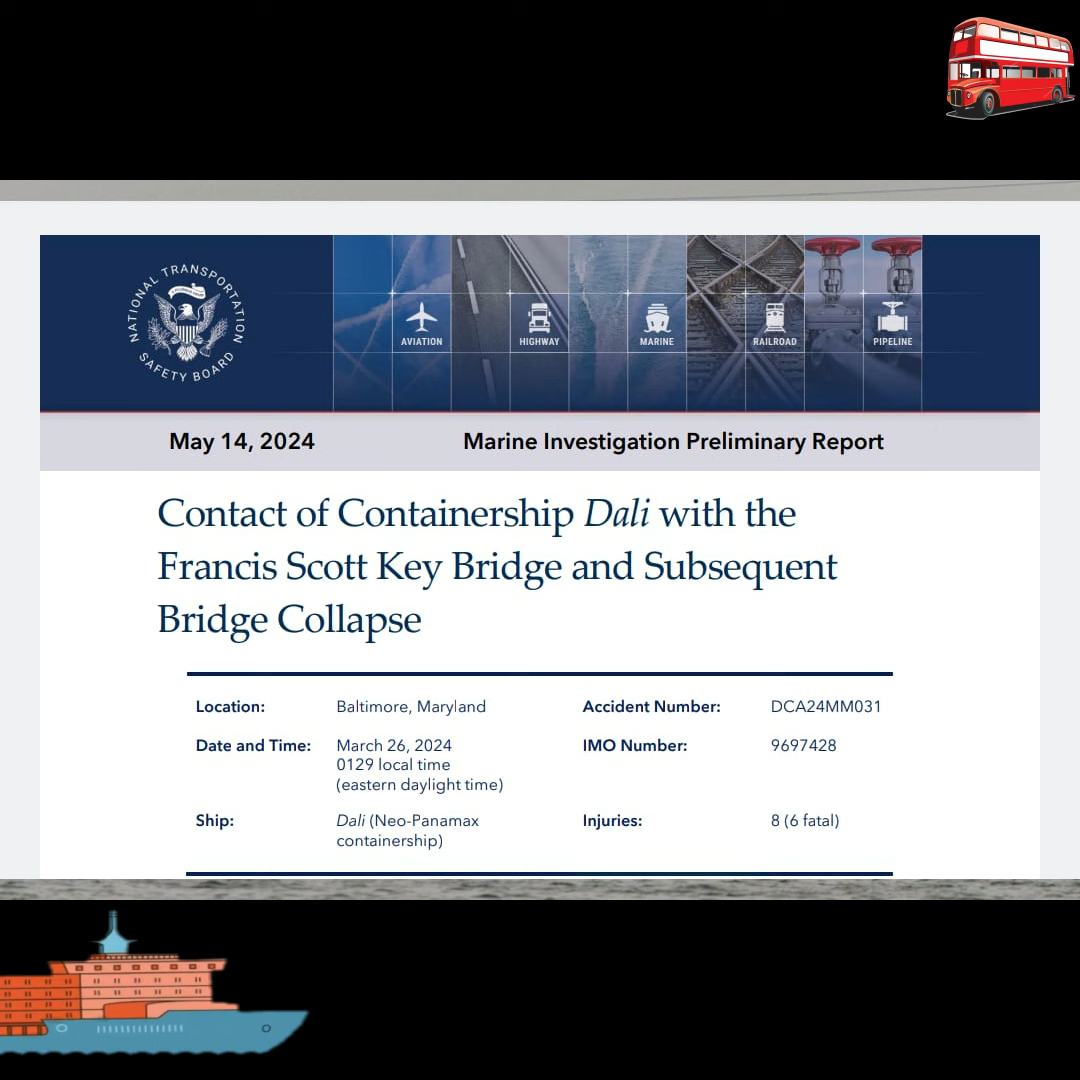 NATIONAL TRANSPORTATION
SAFETY BOARD
AVIATION
HIGHWAY
MARINE
RAILROAD
PIPELINE
May 14, 2024
Marine Investigation Preliminary Report
Contact of Containership Dali with the
Francis Scott Key Bridge and Subsequent
Bridge Collapse
Location: Baltimore, Maryland
Accident Number: DCA24MM031
Date and Time: March 26, 2024
0129 local time
(eastern daylight time)
IMO Number: 9697428
Ship: Dali (Neo-Panamax
containership)
Injuries: 8 (6 fatal)